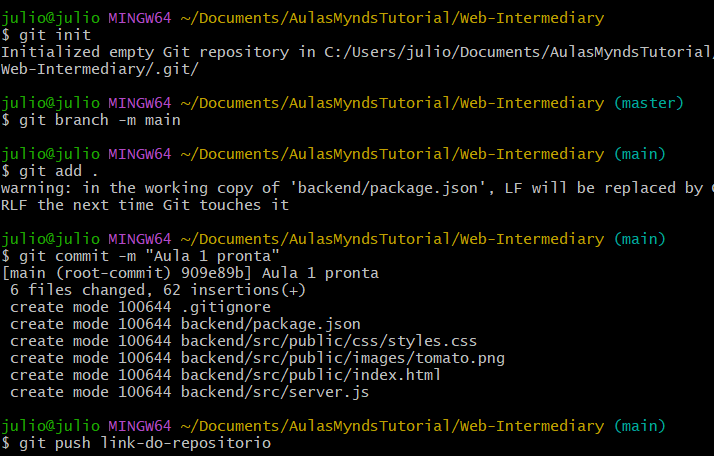 julio@julio MINGW64 ~/Documents/AulasMyndsTutorial/Web-Intermediary
$ git init
Initialized empty Git repository in C:/Users/julio/Documents/AulasMyndsTutorial/
Web-Intermediary/.git/
julio@julio MINGW64 ~/Documents/AulasMyndsTutorial/Web-Intermediary (master)
$ git branch -m main
julio@julio MINGW64 ~/Documents/AulasMyndsTutorial/Web-Intermediary (main)
$ git add .
warning: in the working copy of 'backend/package.json', LF will be replaced by C
RLF the next time Git touches it
julio@julio MINGW64 ~/Documents/AulasMyndsTutorial/Web-Intermediary (main)
$ git commit -m "Aula 1 pronta"
[main (root-commit) 909e89b] Aula 1 pronta
 6 files changed, 62 insertions(+)
 create mode 100644 .gitignore
 create mode 100644 backend/package.json
 create mode 100644 backend/src/public/css/styles.css
 create mode 100644 backend/src/public/images/tomato.png
 create mode 100644 backend/src/public/index.html
 create mode 100644 backend/src/server.js
julio@julio MINGW64 ~/Documents/AulasMyndsTutorial/Web-Intermediary (main)
$ git push link-do-repositorio